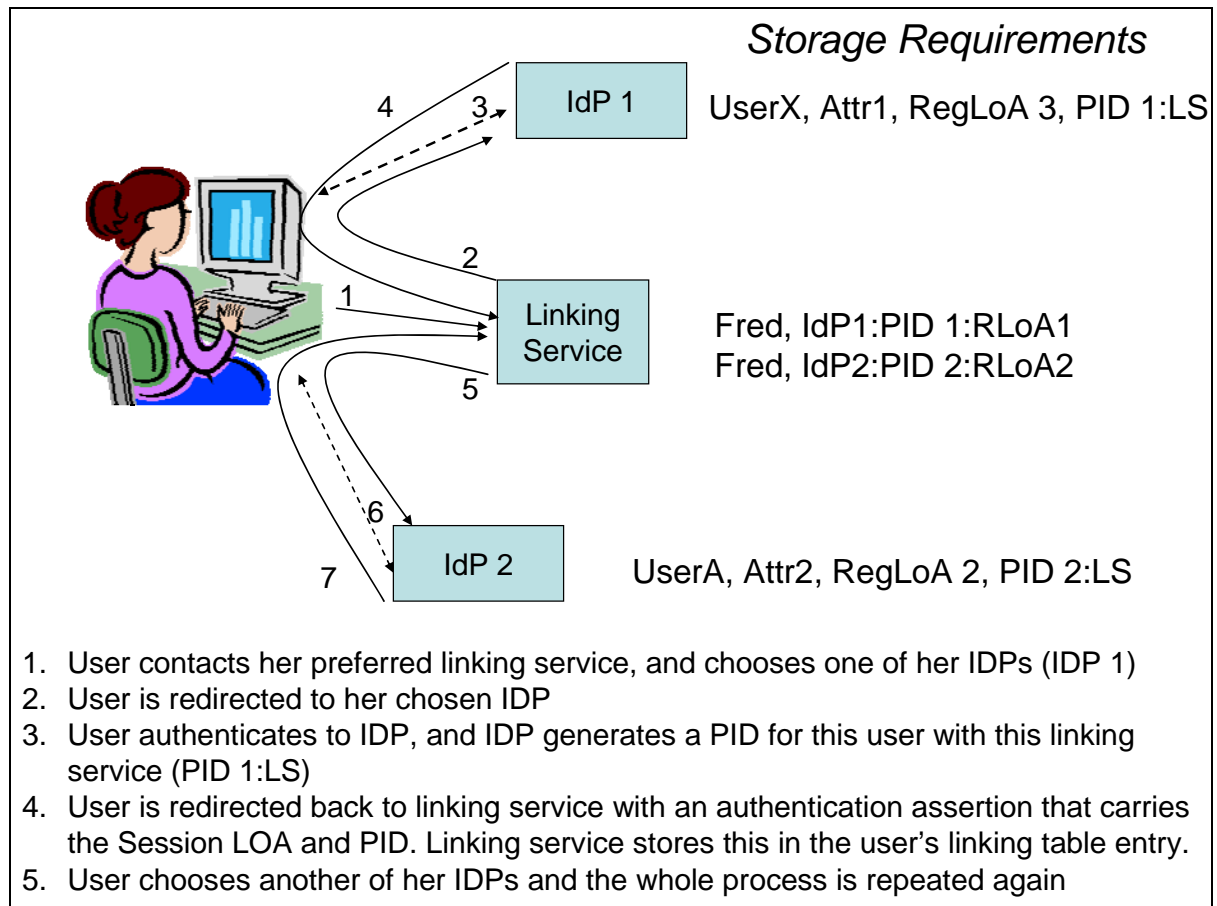 Storage Requirements
4
3
IdP 1
UserX, Attr1, RegLoA 3, PID 1:LS
2
1
Linking
Service
Fred, IdP1:PID 1:RLoA1
Fred, IdP2:PID 2:RLoA2
5
6
IdP 2
7
UserA, Attr2, RegLoA 2, PID 2:LS
1. User contacts her preferred linking service, and chooses one of her IDPs (IDP 1)
2. User is redirected to her chosen IDP
3. User authenticates to IDP, and IDP generates a PID for this user with this linking
service (PID 1:LS)
4. User is redirected back to linking service with an authentication assertion that carries
the Session LOA and PID. Linking service stores this in the user's linking table entry.
5. User chooses another of her IDPs and the whole process is repeated again